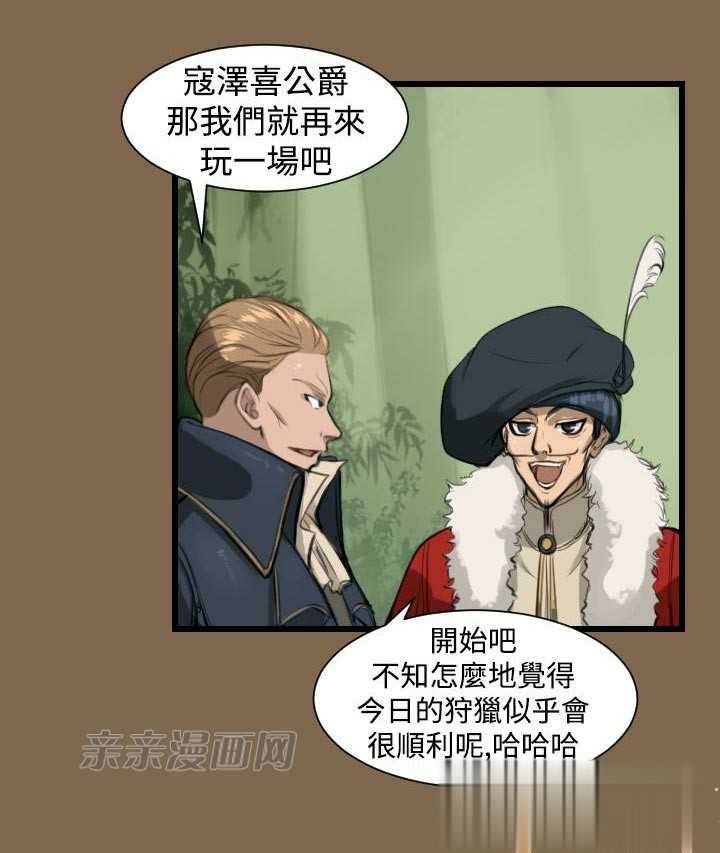 寇澤喜公爵
那我們就再來
玩一場吧
開始吧
不知怎麼地覺得
今日的狩獵似乎會
很順利呢,哈哈哈
亲亲漫画网